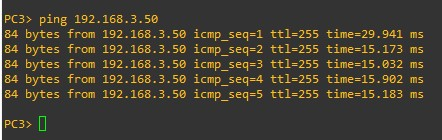 PC3> ping 192.168.3.50
84 bytes from 192.168.3.50 icmp_seq=1 ttl=255 time=29.941 ms
84 bytes from 192.168.3.50 icmp_seq=2 ttl=255 time=15.173 ms
84 bytes from 192.168.3.50 icmp_seq=3 ttl=255 time=15.032 ms
84 bytes from 192.168.3.50 icmp_seq=4 ttl=255 time=15.902 ms
84 bytes from 192.168.3.50 icmp_seq=5 ttl=255 time=15.183 ms
PC3>